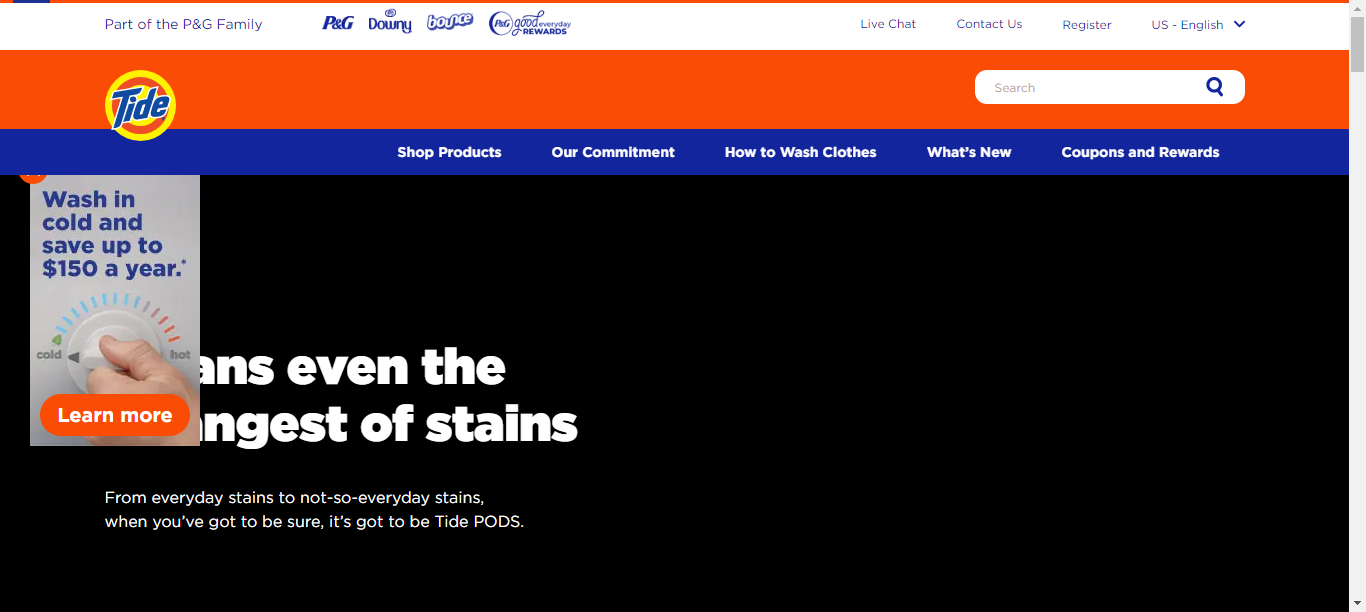 Part of the P&G Family
P&G
Downy
bounce
P&G good everyday
REWARDS
Live Chat
Contact Us
Register
US - English
Tide
Search
Shop Products
Our Commitment
How to Wash Clothes
What's New
Coupons and Rewards
Wash in
cold and
save up to
$150 a year.*
cold
hot
Learn more
ans even the
ngest of stains
From everyday stains to not-so-everyday stains,
when you've got to be sure, it's got to be Tide PODS.